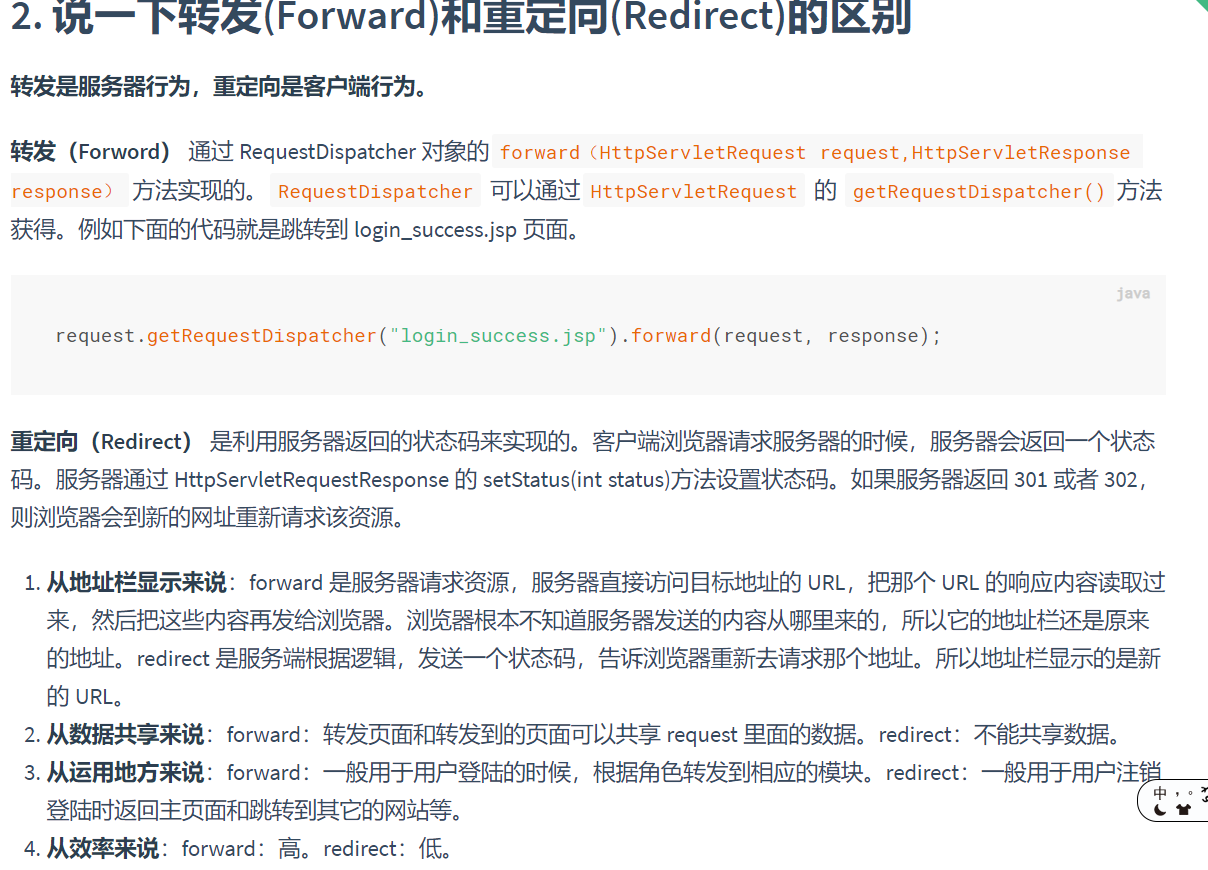 2. 说一下转发(Forward)和重定向(Redirect)的区别
转发是服务器行为，重定向是客户端行为。
转发（Forword） 通过 RequestDispatcher 对象的 forward（HttpServletRequest request,HttpServletResponse
response） 方法实现的。 RequestDispatcher 可以通过 HttpServletRequest 的 getRequestDispatcher() 方法
获得。例如下面的代码就是跳转到 login_success.jsp 页面。
java
request.getRequestDispatcher("login_success.jsp").forward(request, response);
重定向（Redirect） 是利用服务器返回的状态码来实现的。客户端浏览器请求服务器的时候，服务器会返回一个状态
码。服务器通过 HttpServletRequestResponse 的 setStatus(int status)方法设置状态码。如果服务器返回 301 或者 302，
则浏览器会到新的网址重新请求该资源。
1. 从地址栏显示来说：forward 是服务器请求资源，服务器直接访问目标地址的 URL，把那个 URL 的响应内容读取过
来，然后把这些内容再发给浏览器。浏览器根本不知道服务器发送的内容从哪里来的，所以它的地址栏还是原来
的地址。redirect 是服务端根据逻辑，发送一个状态码，告诉浏览器重新去请求那个地址。所以地址栏显示的是新
的 URL。
2. 从数据共享来说：forward：转发页面和转发到的页面可以共享 request 里面的数据。redirect：不能共享数据。
3. 从运用地方来说：forward：一般用于用户登陆的时候，根据角色转发到相应的模块。redirect：一般用于用户注销
登陆时返回主页面和跳转到其它的网站等。
中 ，。
4. 从效率来说：forward：高。redirect：低。